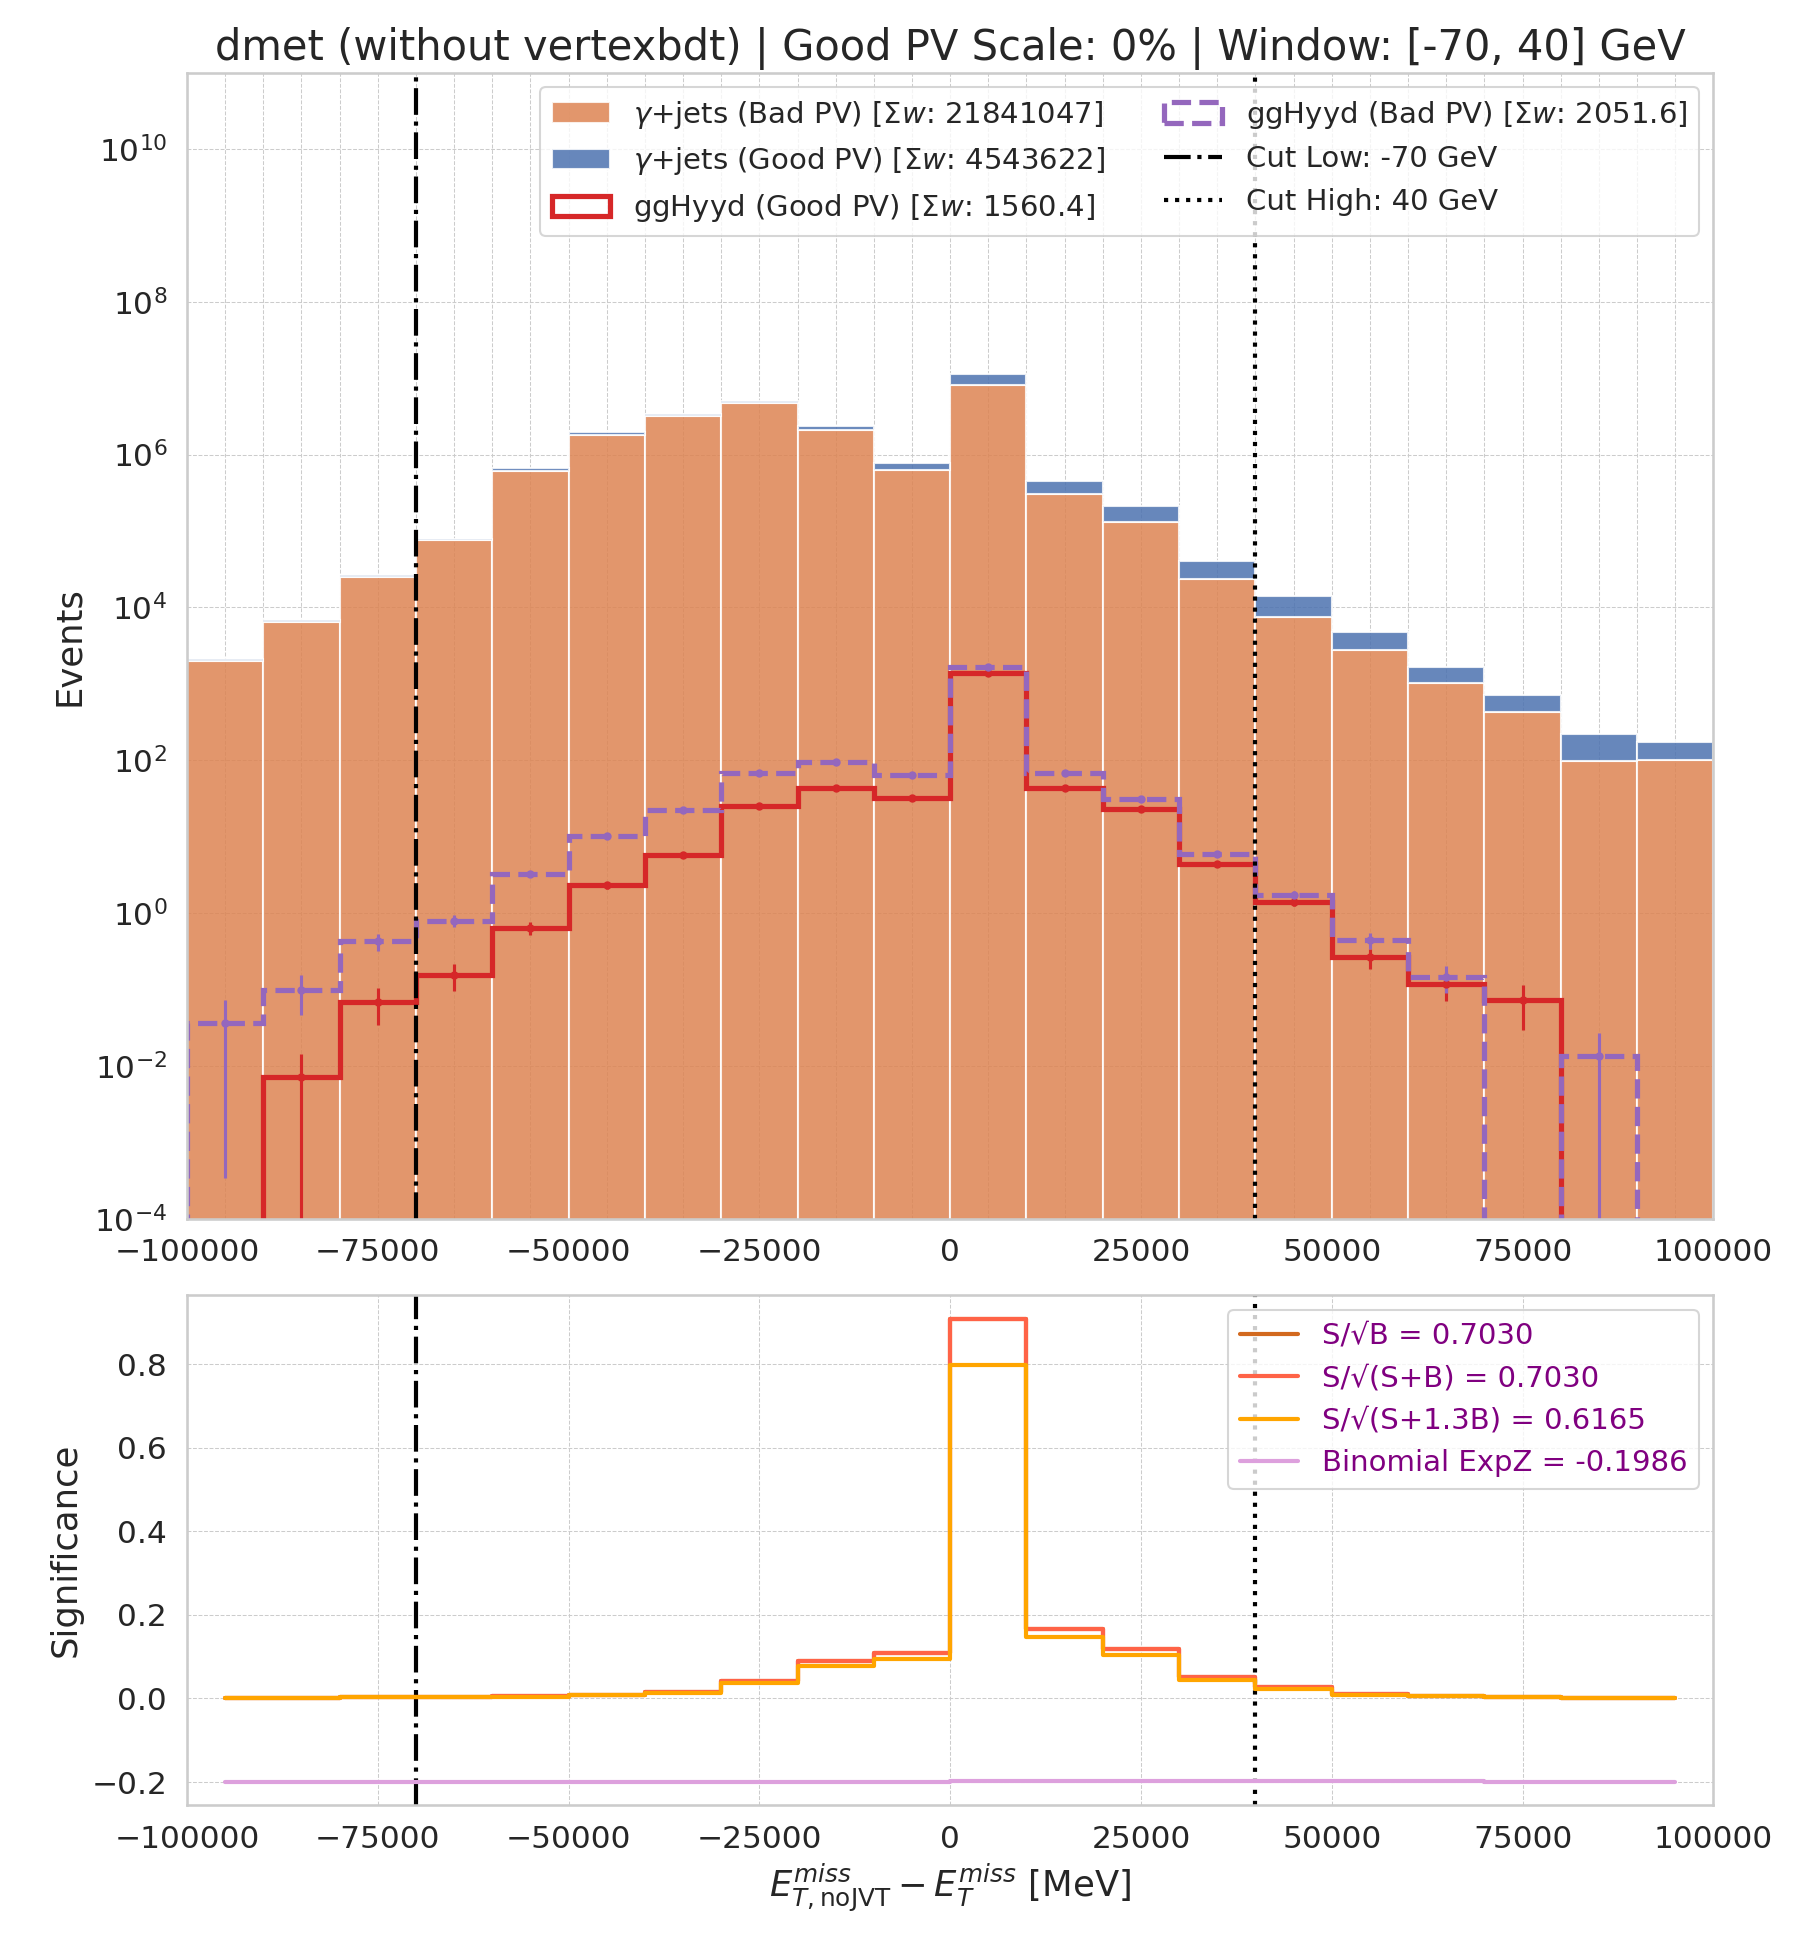 dmet (without vertexbdt) | Good PV Scale: 0% | Window: [-70, 40] GeV
γ+jets (Bad PV) [Σw: 21841047]
γ+jets (Good PV) [Σw: 4543622]
ggHyyd (Good PV) [Σw: 1560.4]
ggHyyd (Bad PV) [Σw: 2051.6]
Cut Low: -70 GeV
Cut High: 40 GeV
Events
10^10
10^8
10^6
10^4
10^2
10^0
10^−2
10^−4
−100000 −75000 −50000 −25000 0 25000 50000 75000 100000
S/√B = 0.7030
S/√(S+B) = 0.7030
S/√(S+1.3B) = 0.6165
Binomial ExpZ = -0.1986
Significance
0.8
0.6
0.4
0.2
0.0
−0.2
−100000 −75000 −50000 −25000 0 25000 50000 75000 100000
E_{T, noJVT}^{miss} − E_T^{miss} [MeV]